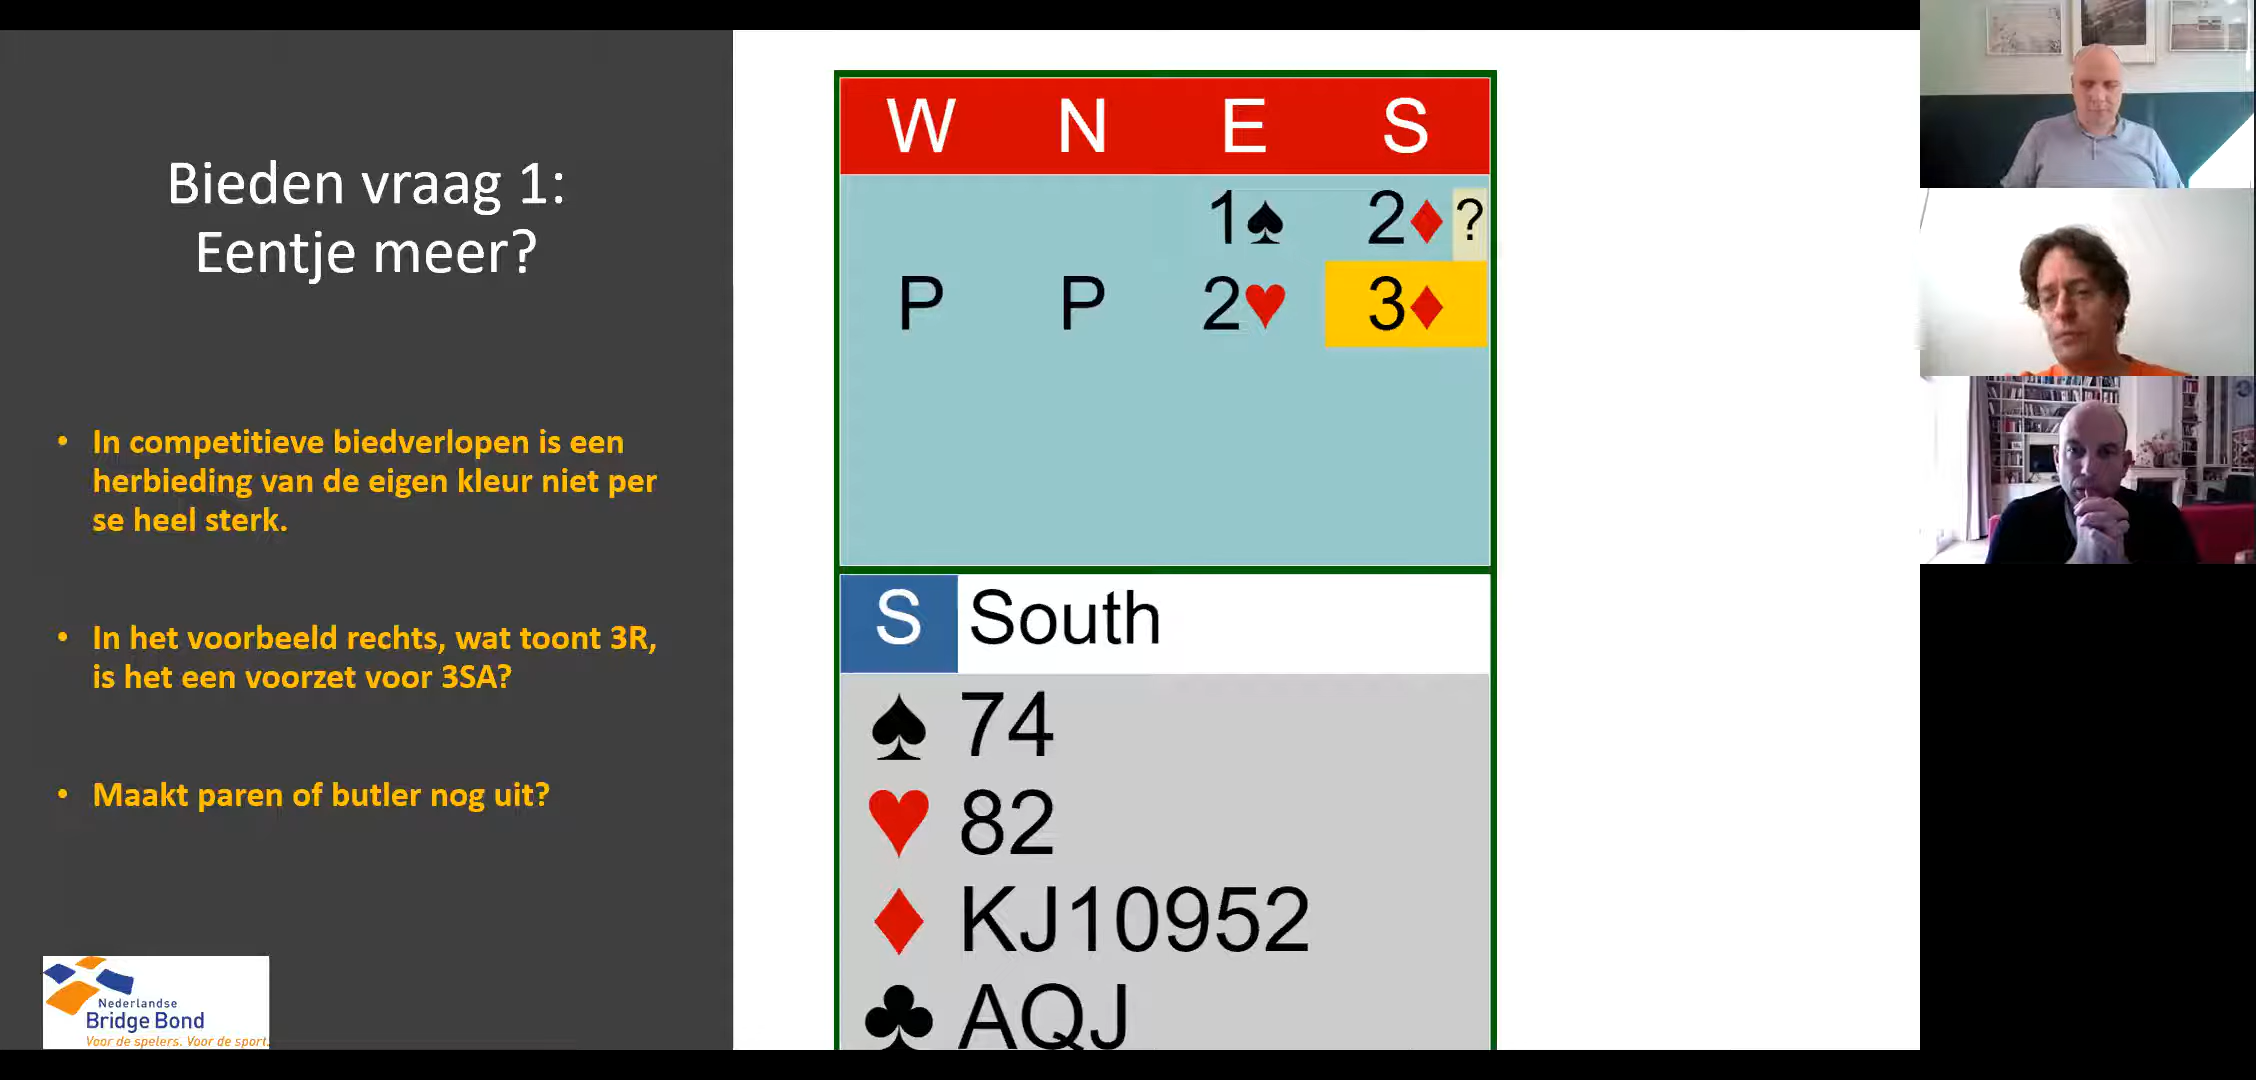 Bieden vraag 1:
Eentje meer?
• In competitieve biedverlopen is een
herbieding van de eigen kleur niet per
se heel sterk.
• In het voorbeeld rechts, wat toont 3R,
is het een voorzet voor 3SA?
• Maakt paren of butler nog uit?
Nederlandse
Bridge Bond
Voor de spelers. Voor de sport.
W N E S
1♠ 2♦ ?
P P 2♥ 3♦
S South
♠ 74
♥ 82
♦ KJ10952
♣ AQJ